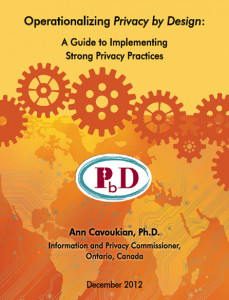 Operationalizing Privacy by Design:
A Guide to Implementing
Strong Privacy Practices
PbD
Ann Cavoukian, Ph.D.
Information and Privacy Commissioner,
Ontario, Canada
December 2012